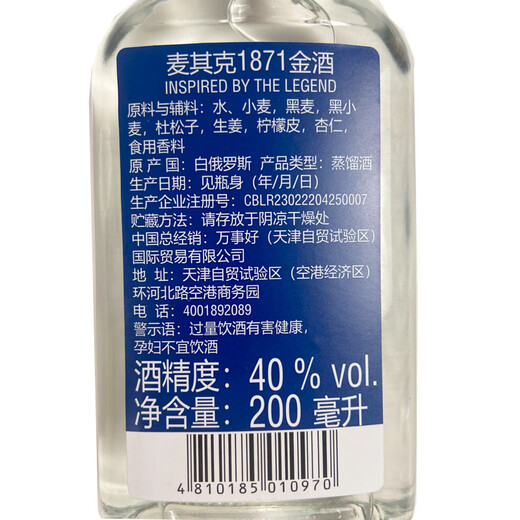 麦其克1871金酒
INSPIRED BY THE LEGEND
原料与辅料：水、小麦，黑麦，黑小
麦，杜松子，生姜，柠檬皮，杏仁，
食用香料
原 产 国：白俄罗斯 产品类型：蒸馏酒
生产日期：见瓶身（年/月/日）
生产企业注册号：CBLR23022204250007
贮藏方法：请存放于阴凉干燥处
中国总经销：万事好（天津自贸试验区）
国际贸易有限公司
地 址：天津自贸试验区（空港经济区）
环河北路空港商务园
电 话：4001892089
警示语：过量饮酒有害健康，
孕妇不宜饮酒
酒精度：40 % vol.
净含量：200 毫升
4 810185 010970